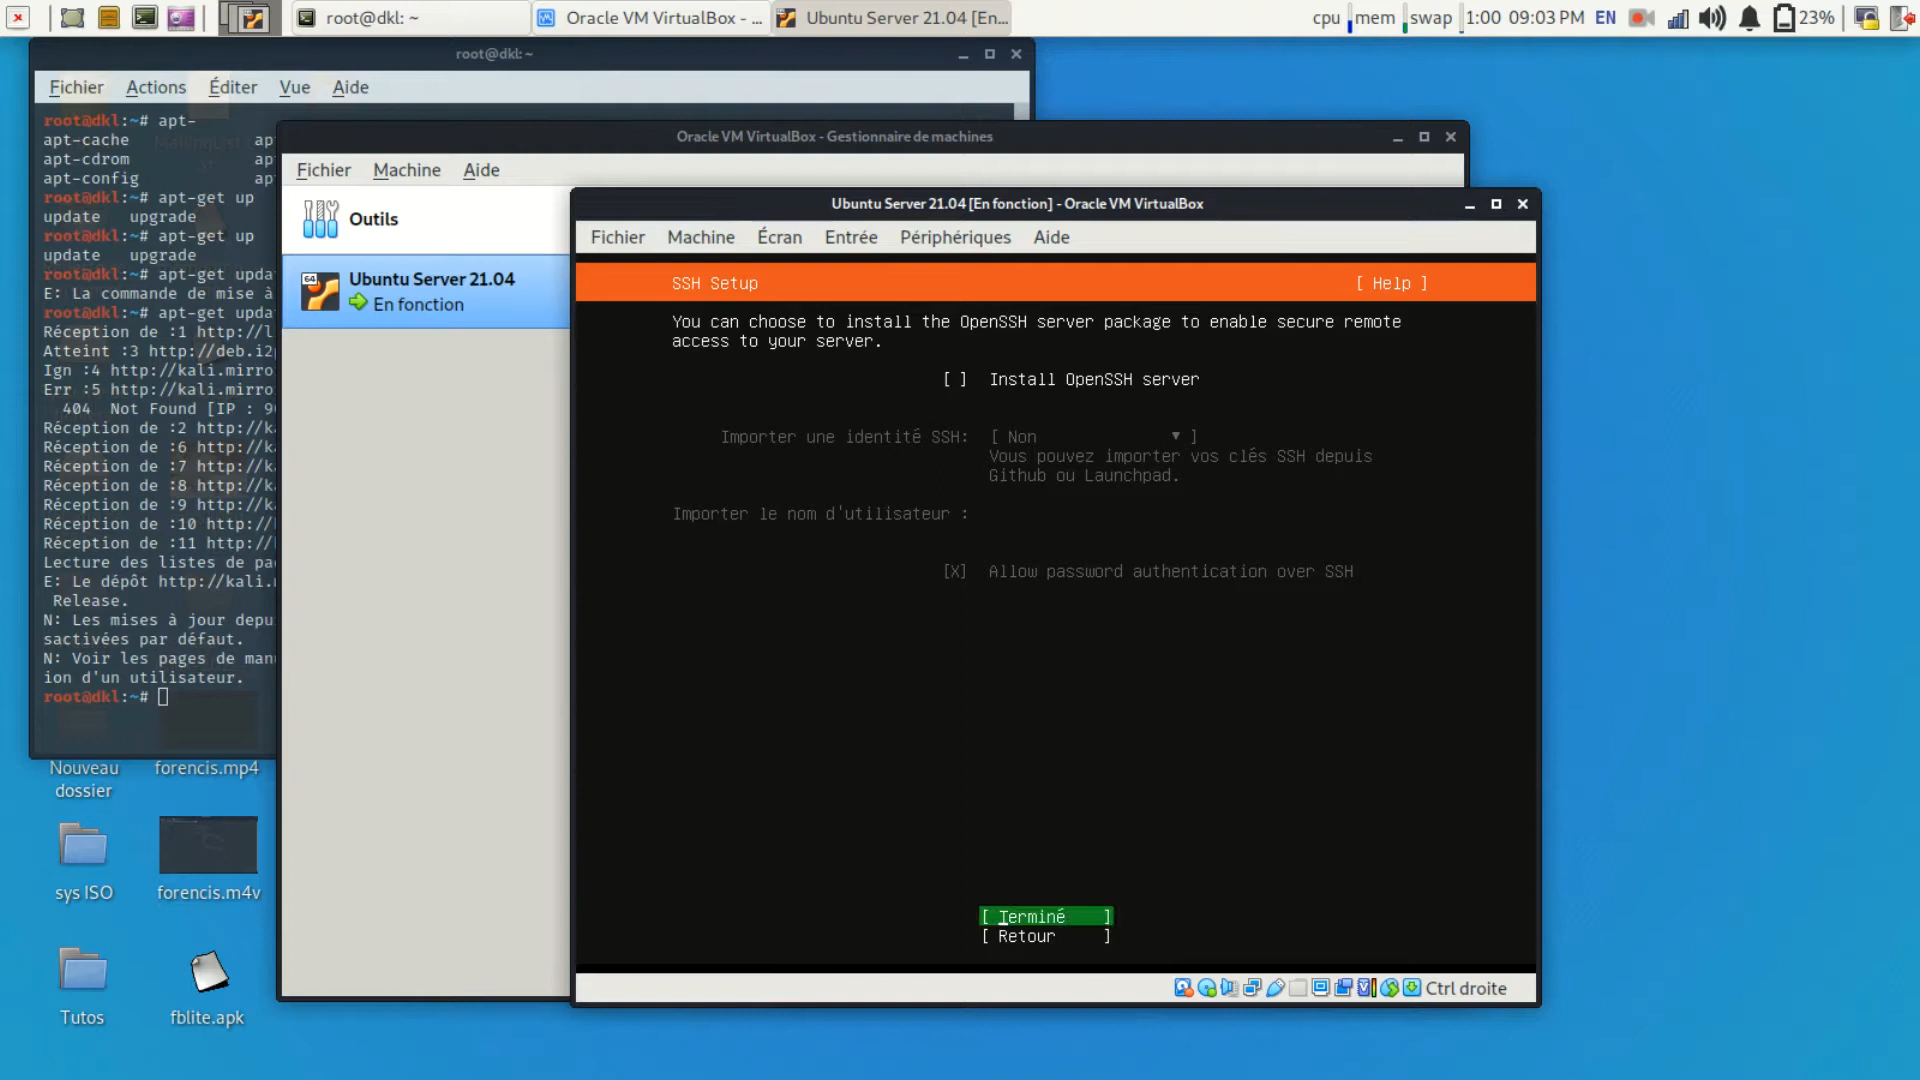 root@dkl: ~
Oracle VM VirtualBox - ...
Ubuntu Server 21.04 [En...
cpu
mem
swap
1:00 09:03 PM
EN
23%
root@dkl: ~
Fichier Actions Éditer Vue Aide
root@dkl:~# apt-
apt-cache ap
apt-cdrom ap
apt-config ap
root@dkl:~# apt-get up
update upgrade
root@dkl:~# apt-get up
update upgrade
root@dkl:~# apt-get upda
E: La commande de mise à
root@dkl:~# apt-get upda
Réception de :1 http://l
Atteint :3 http://deb.i2p
Ign :4 http://kali.mirro
Err :5 http://kali.mirro
404 Not Found [IP : 9
Réception de :2 http://ka
Réception de :6 http://ka
Réception de :7 http://ka
Réception de :8 http://ka
Réception de :9 http://ka
Réception de :10 http://
Réception de :11 http://
Lecture des listes de pa
E: Le dépôt http://kali.
Release.
N: Les mises à jour depu
sactivées par défaut.
N: Voir les pages de man
ion d'un utilisateur.
root@dkl:~#
Oracle VM VirtualBox - Gestionnaire de machines
Fichier Machine Aide
Outils
64
Ubuntu Server 21.04
En fonction
Ubuntu Server 21.04 [En fonction] - Oracle VM VirtualBox
Fichier Machine Écran Entrée Périphériques Aide
SSH Setup [ Help ]
You can choose to install the OpenSSH server package to enable secure remote
access to your server.
[ ] Install OpenSSH server
Importer une identité SSH: [ Non ▾ ]
Vous pouvez importer vos clés SSH depuis
Github ou Launchpad.
Importer le nom d'utilisateur :
[X] Allow password authentication over SSH
[ Terminé ]
[ Retour ]
Ctrl droite
Nouveau
dossier
forencis.mp4
sys ISO
forencis.m4v
Tutos
fblite.apk